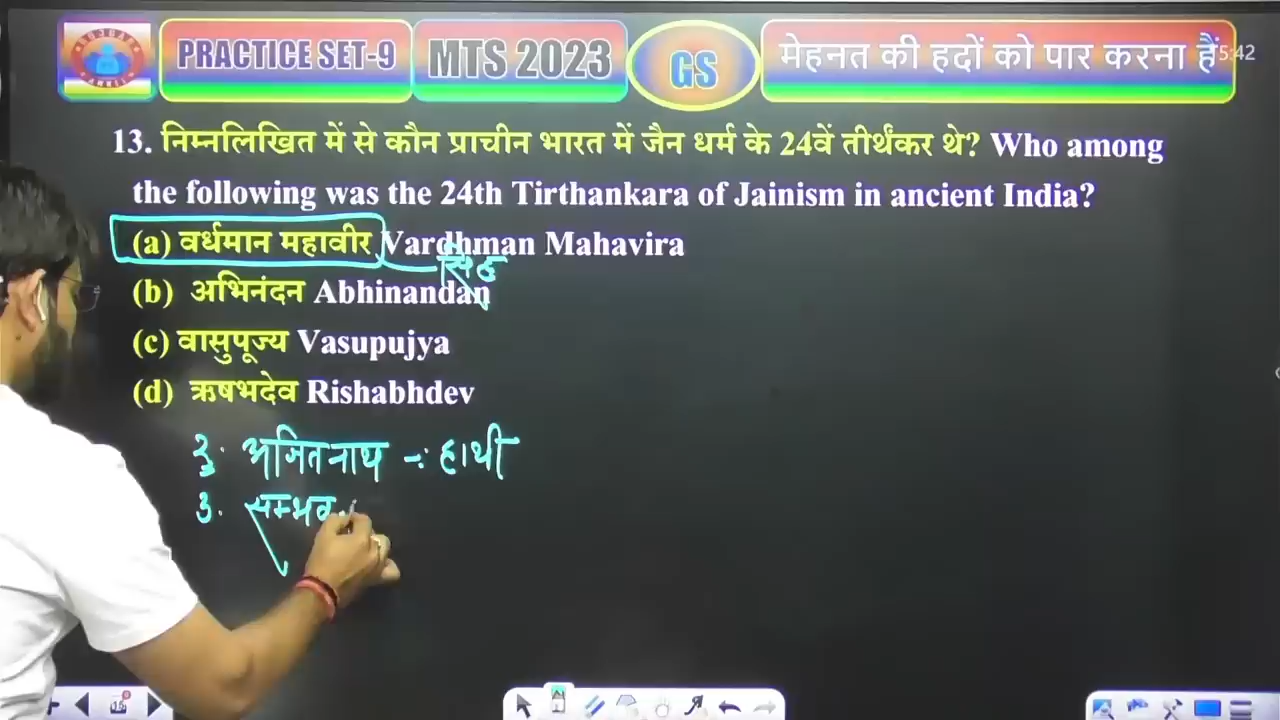 PRACTICE SET-9 MTS 2023 GS मेहनत की हदों को पार करना हैं 5:42
13. निम्नलिखित में से कौन प्राचीन भारत में जैन धर्म के 24वें तीर्थंकर थे? Who among
the following was the 24th Tirthankara of Jainism in ancient India?
(a) वर्धमान महावीर Vardhman Mahavira
सिंह
(b) अभिनंदन Abhinandan
(c) वासुपूज्य Vasupujya
(d) ऋषभदेव Rishabhdev
2. अजितनाथ -: हाथी
3. सम्भव